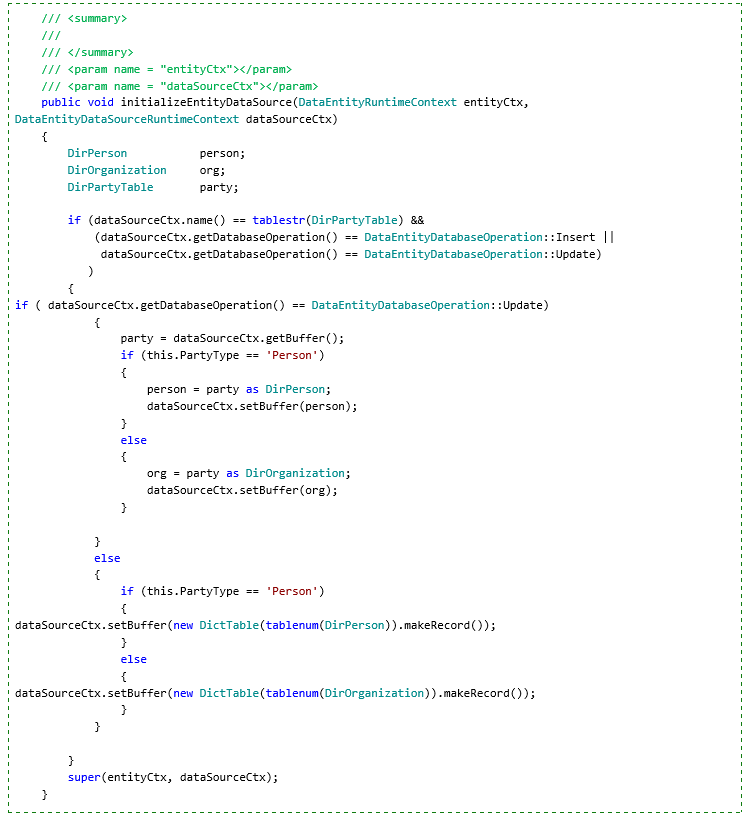 /// <summary>
///
/// </summary>
/// <param name = "entityCtx"></param>
/// <param name = "dataSourceCtx"></param>
public void initializeEntityDataSource(DataEntityRuntimeContext entityCtx,
DataEntityDataSourceRuntimeContext dataSourceCtx)
{
DirPerson person;
DirOrganization org;
DirPartyTable party;
if (dataSourceCtx.name() == tablestr(DirPartyTable) &&
(dataSourceCtx.getDatabaseOperation() == DataEntityDatabaseOperation::Insert ||
dataSourceCtx.getDatabaseOperation() == DataEntityDatabaseOperation::Update)
)
{
if ( dataSourceCtx.getDatabaseOperation() == DataEntityDatabaseOperation::Update)
{
party = dataSourceCtx.getBuffer();
if (this.PartyType == 'Person')
{
person = party as DirPerson;
dataSourceCtx.setBuffer(person);
}
else
{
org = party as DirOrganization;
dataSourceCtx.setBuffer(org);
}
}
else
{
if (this.PartyType == 'Person')
{
dataSourceCtx.setBuffer(new DictTable(tablenum(DirPerson)).makeRecord());
}
else
{
dataSourceCtx.setBuffer(new DictTable(tablenum(DirOrganization)).makeRecord());
}
}
}
super(entityCtx, dataSourceCtx);
}